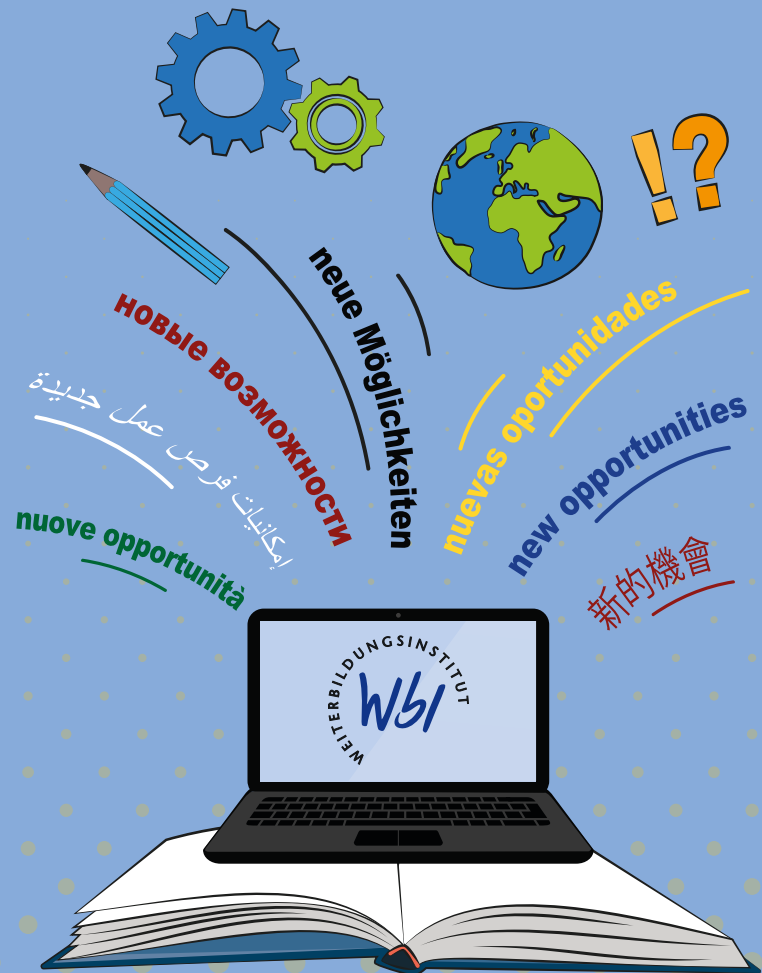 neue Möglichkeiten
новые возможности
nuevas oportunidades
إمكانيات فرص عمل جديدة
new opportunities
nuove opportunità
新的機會
WEITERBILDUNGSINSTITUT
WbI
!?